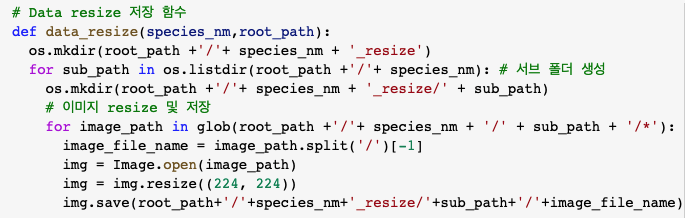 # Data resize 저장 함수
def data_resize(species_nm,root_path):
  os.mkdir(root_path +'/'+ species_nm + '_resize')
  for sub_path in os.listdir(root_path +'/'+ species_nm): # 서브 폴더 생성
    os.mkdir(root_path +'/'+ species_nm + '_resize/' + sub_path)
    # 이미지 resize 및 저장
    for image_path in glob(root_path +'/'+ species_nm + '/' + sub_path + '/*'):
      image_file_name = image_path.split('/')[-1]
      img = Image.open(image_path)
      img = img.resize((224, 224))
      img.save(root_path+'/'+species_nm+'_resize/'+sub_path+'/'+image_file_name)